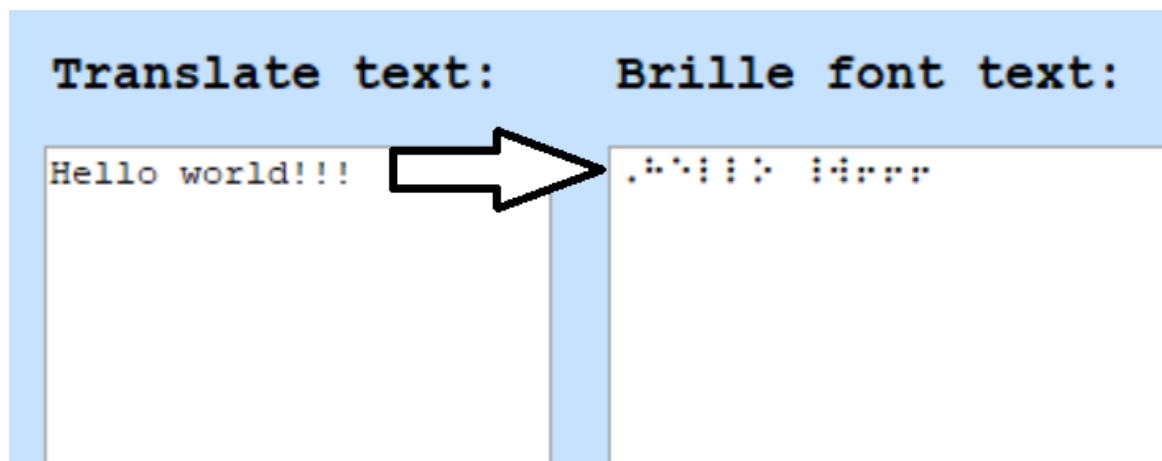 Translate text:
Brille font text:
Hello world!!!
⠠⠓⠑⠇⠇⠕ ⠸⠺⠖⠖⠖